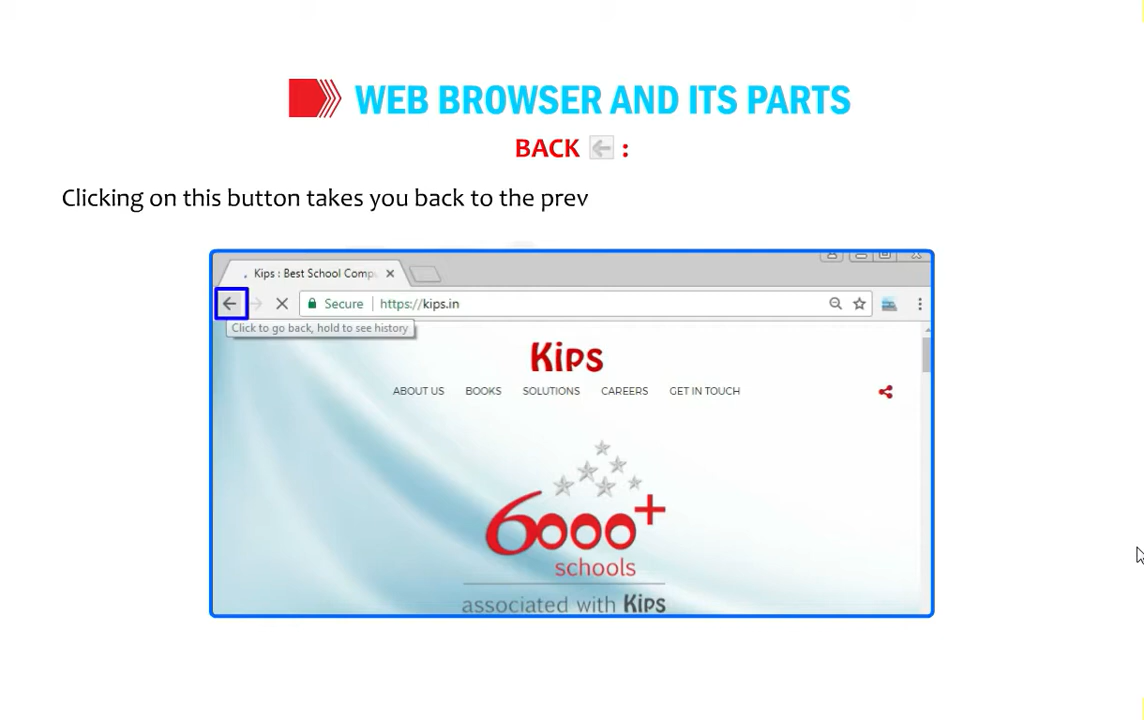 WEB BROWSER AND ITS PARTS
BACK :
Clicking on this button takes you back to the prev
Kips : Best School Compu
Secure https://kips.in
Click to go back, hold to see history
Kips
ABOUT US BOOKS SOLUTIONS CAREERS GET IN TOUCH
6000+
schools
associated with Kips